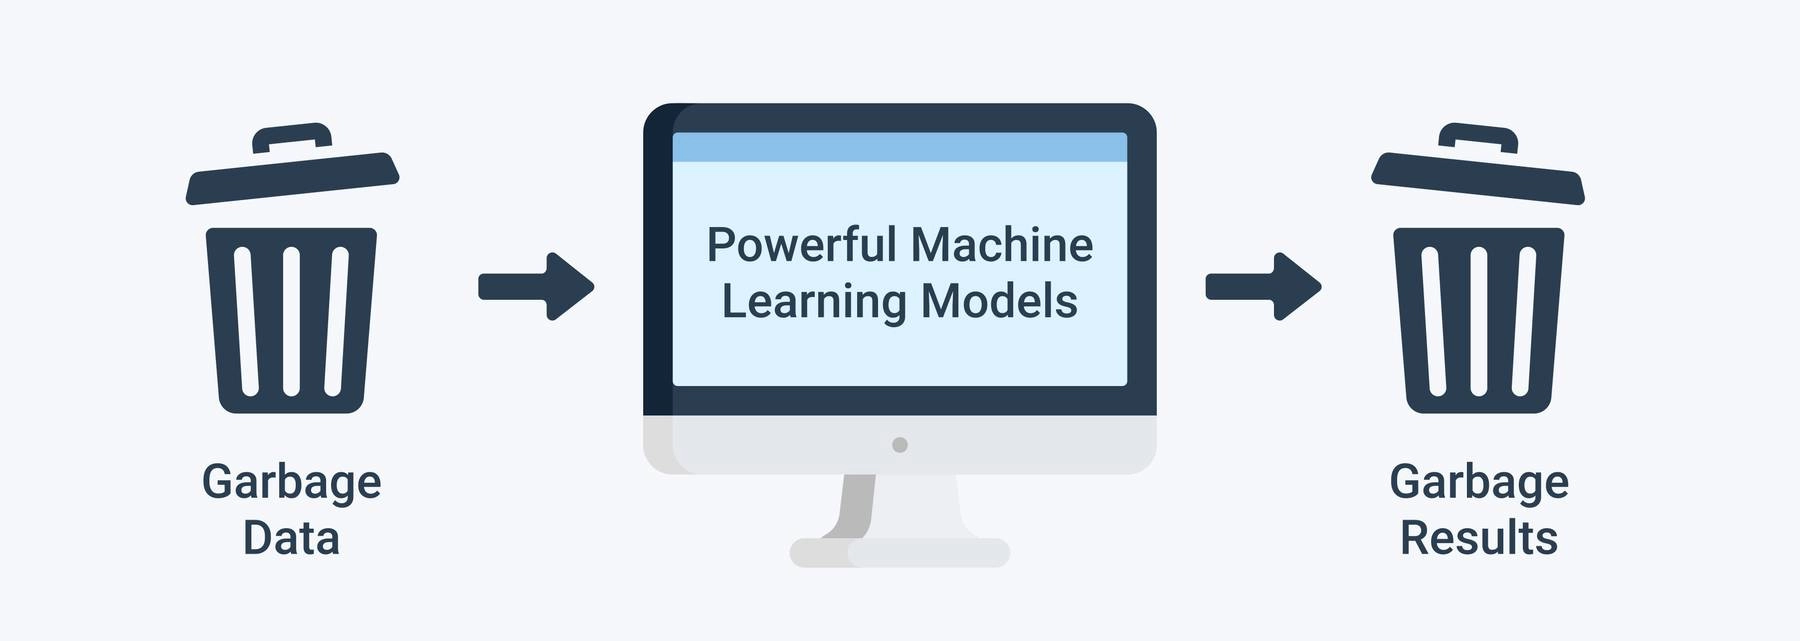 Powerful Machine
Learning Models
Garbage
Data
Garbage
Results